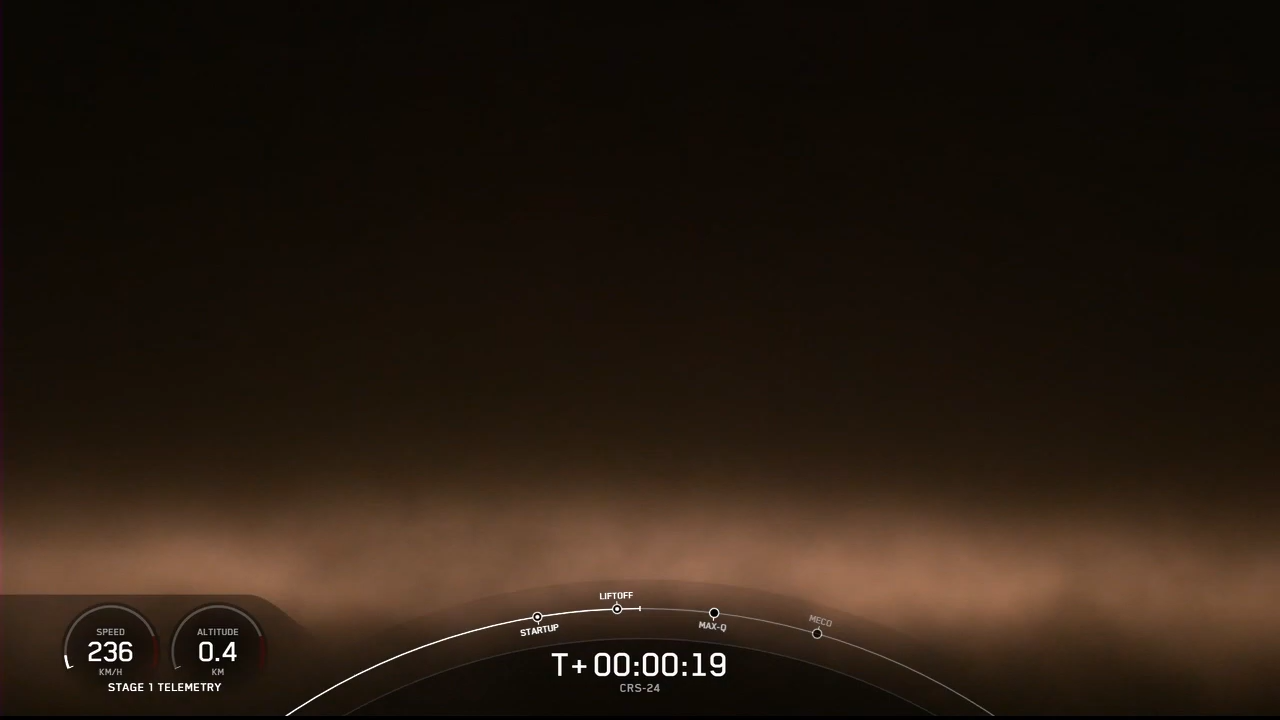 LIFTOFF
STARTUP
MAX-Q
MECO
SPEED
236
KM/H
ALTITUDE
0.4
KM
STAGE 1 TELEMETRY
T+00:00:19
CRS-24